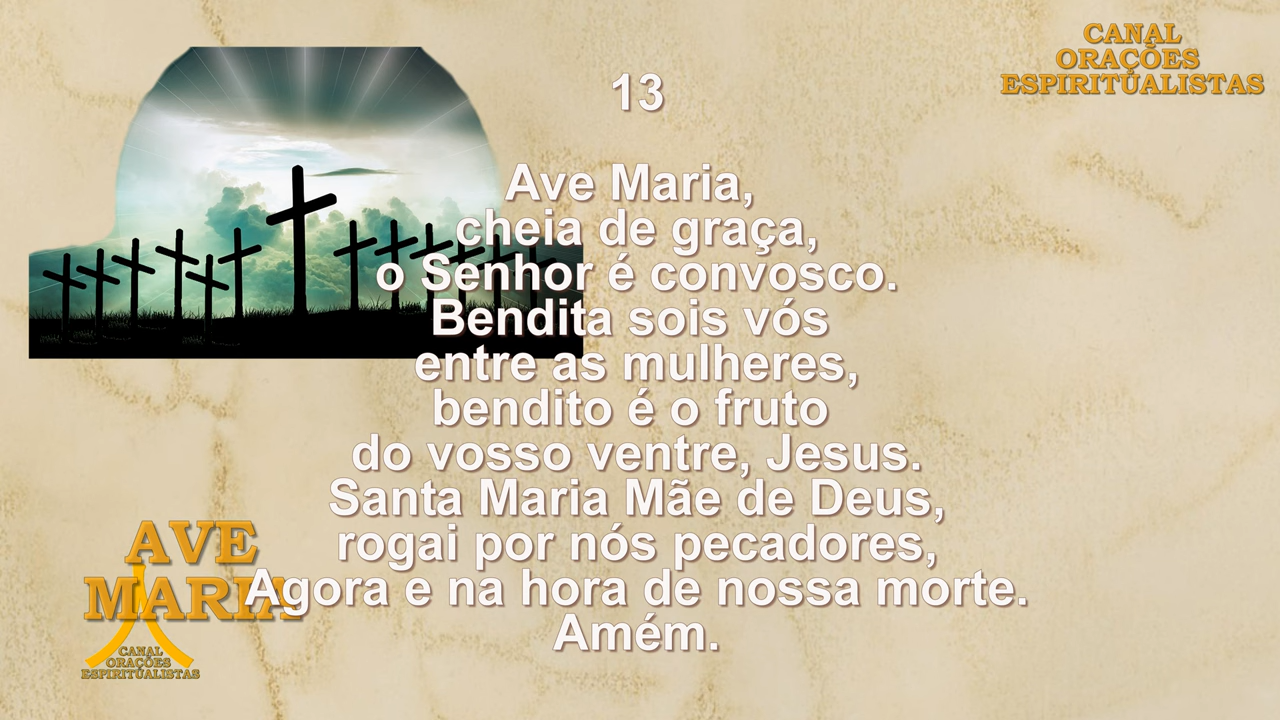 CANAL
ORAÇÕES
ESPIRITUALISTAS
13
Ave Maria,
cheia de graça,
o Senhor é convosco.
Bendita sois vós
entre as mulheres,
bendito é o fruto
do vosso ventre, Jesus.
Santa Maria Mãe de Deus,
rogai por nós pecadores,
Agora e na hora de nossa morte.
Amém.
AVE
MARIA
CANAL
ORAÇÕES
ESPIRITUALISTAS